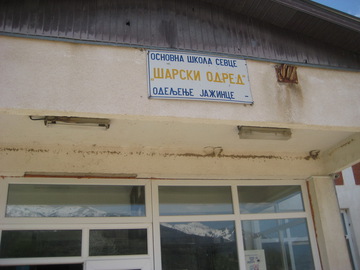 ОСНОВНА ШКОЛА СЕВЦЕ
"ШАРСКИ ОДРЕД"
ОДЕЉЕЊЕ ЈАЖИНЦЕ -